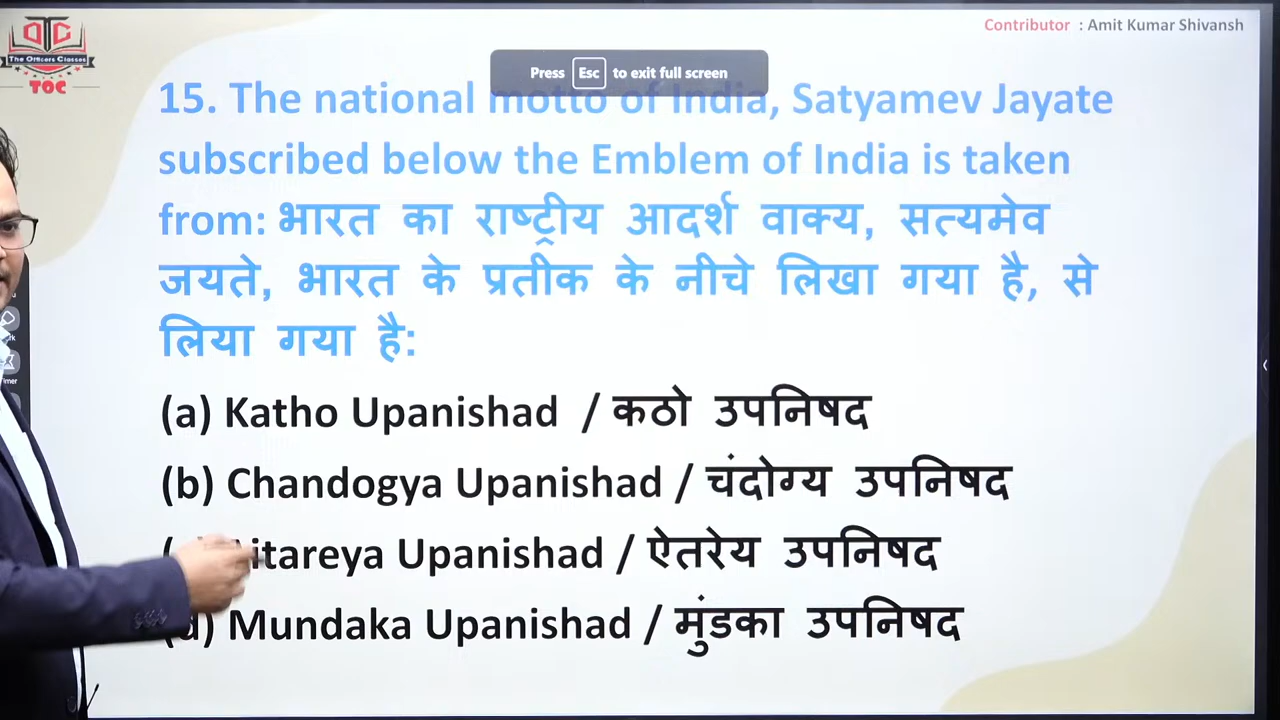 Contributor : Amit Kumar Shivansh
OTC
The Officers Classes
TOC
Press Esc to exit full screen
15. The national motto of India, Satyamev Jayate
subscribed below the Emblem of India is taken
from: भारत का राष्ट्रीय आदर्श वाक्य, सत्यमेव
जयते, भारत के प्रतीक के नीचे लिखा गया है, से
लिया गया है:
(a) Katho Upanishad / कठो उपनिषद
(b) Chandogya Upanishad / चंदोग्य उपनिषद
Aitareya Upanishad / ऐतरेय उपनिषद
(d) Mundaka Upanishad / मुंडका उपनिषद